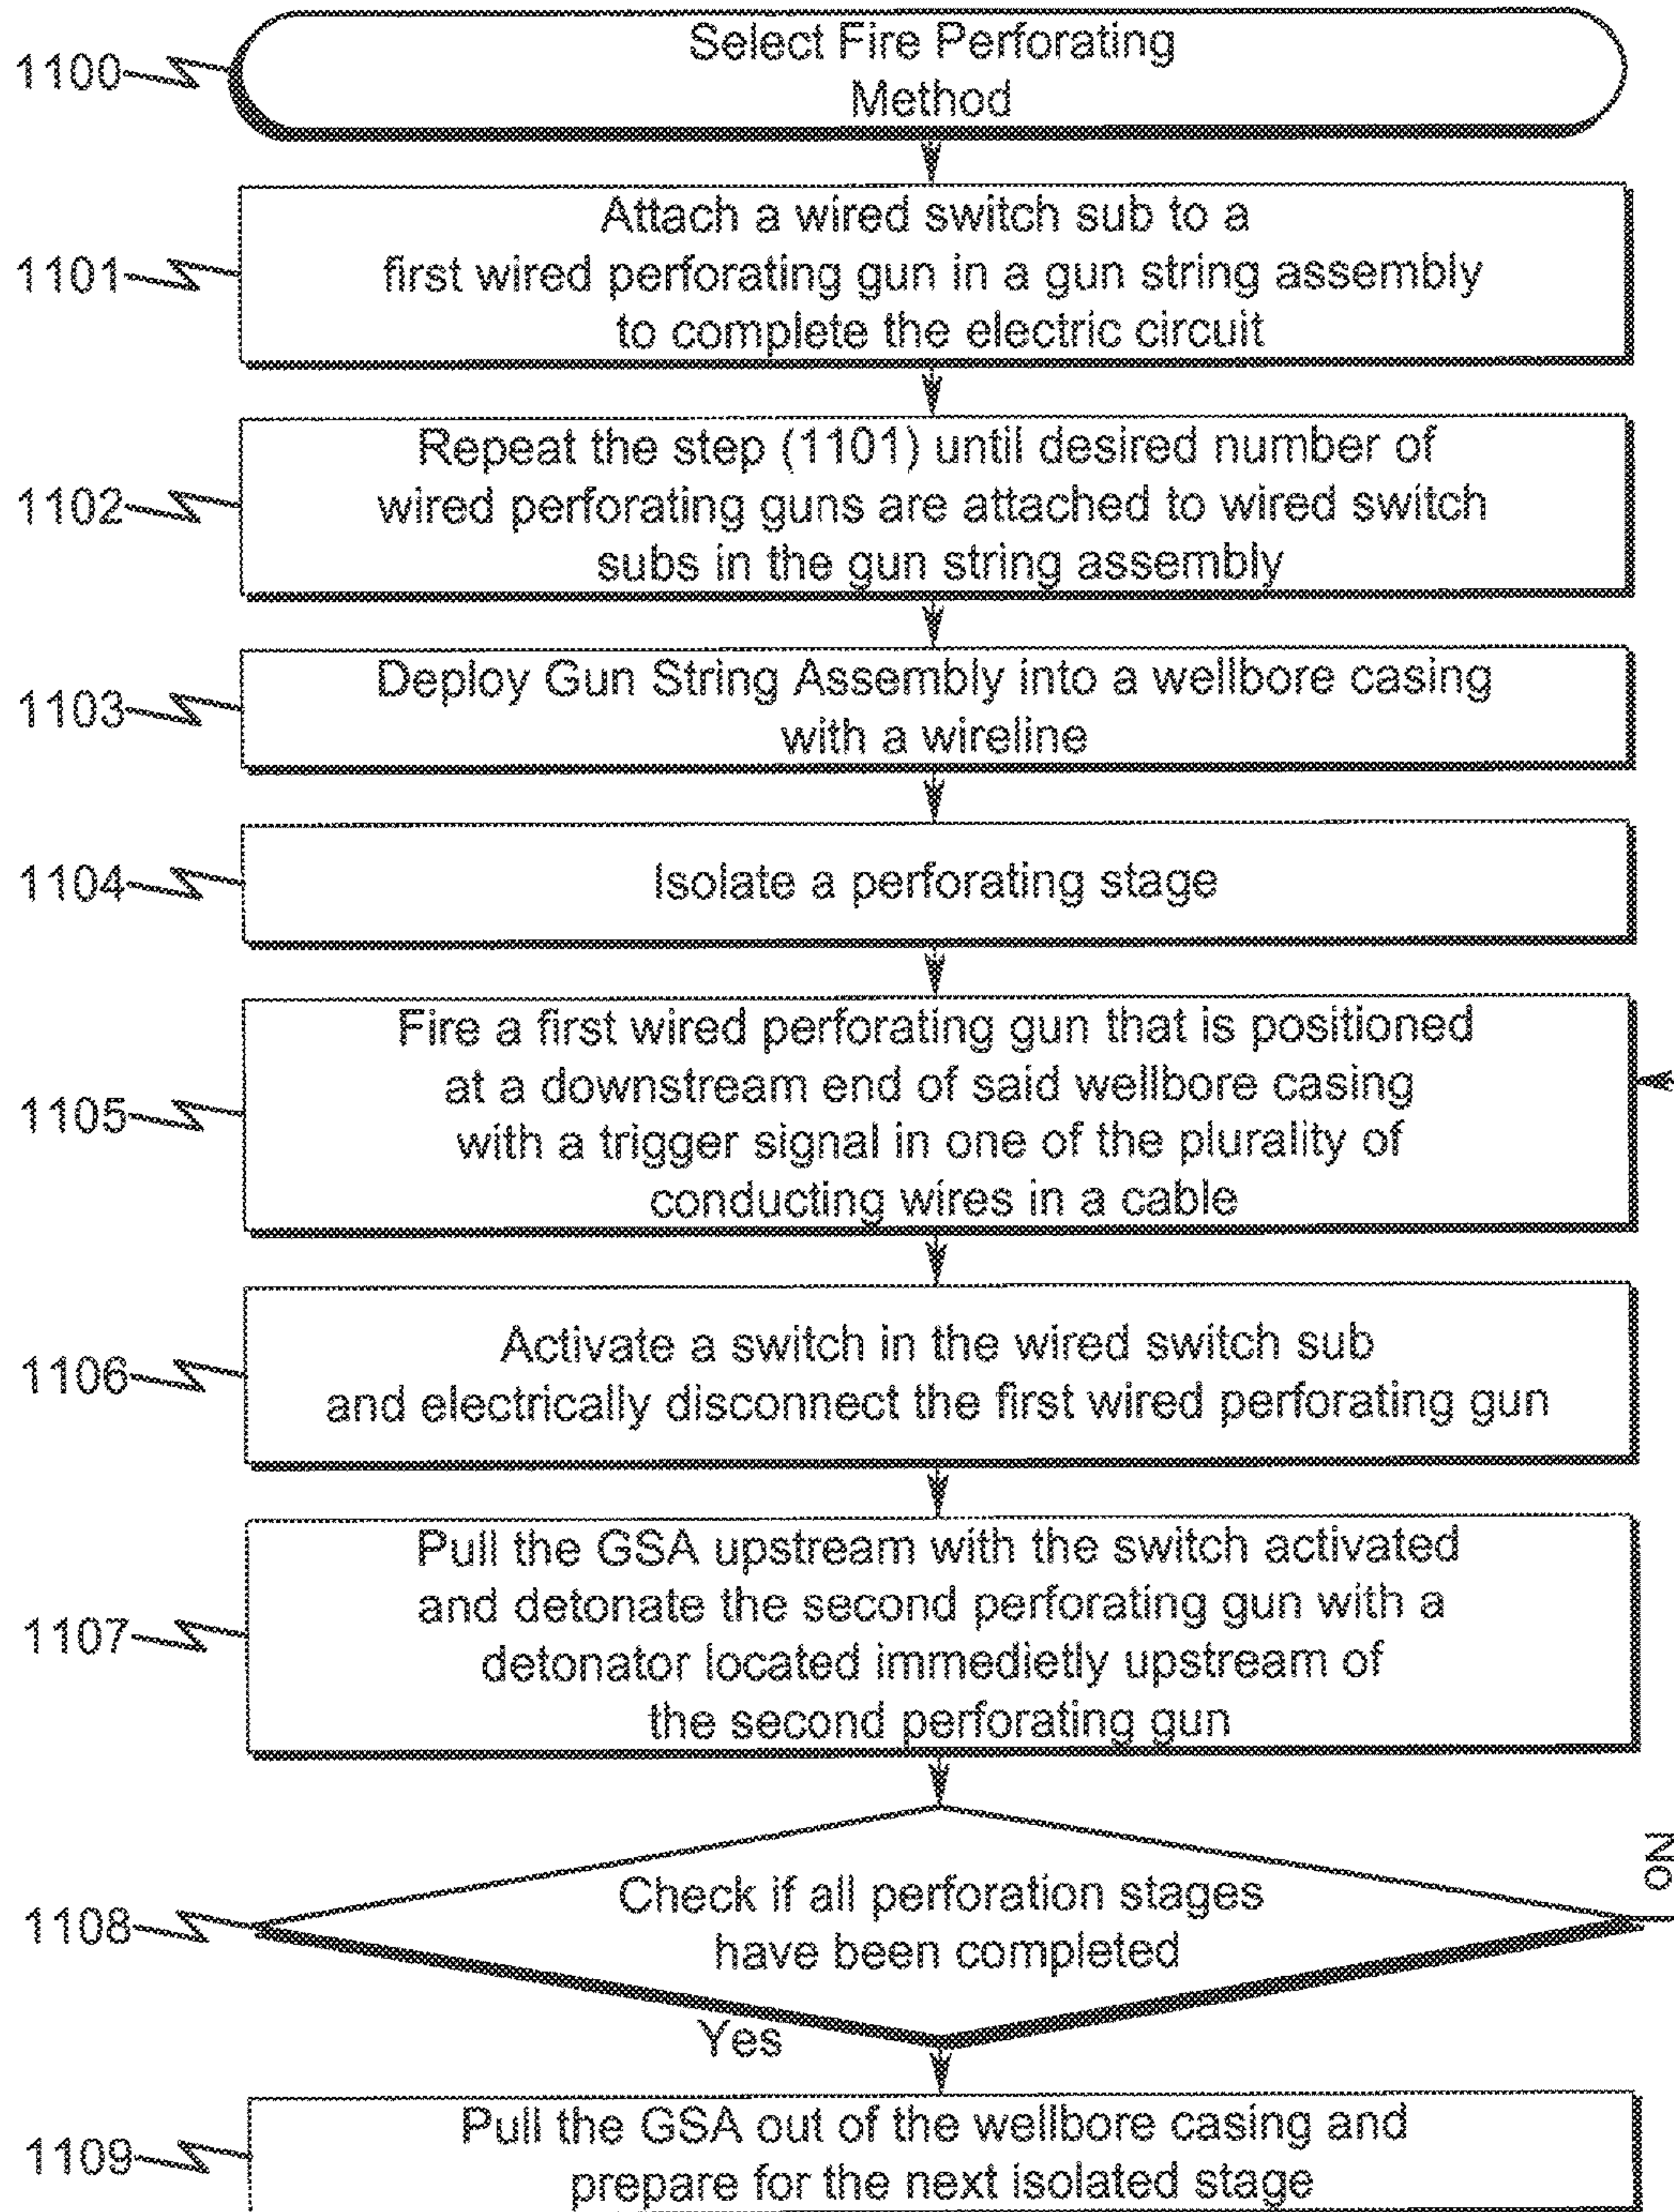 1100
Select Fire Perforating
Method
1101
Attach a wired switch sub to a
first wired perforating gun in a gun string assembly
to complete the electric circuit
1102
Repeat the step (1101) until desired number of
wired perforating guns are attached to wired switch
subs in the gun string assembly
1103
Deploy Gun String Assembly into a wellbore casing
with a wireline
1104
Isolate a perforating stage
1105
Fire a first wired perforating gun that is positioned
at a downstream end of said wellbore casing
with a trigger signal in one of the plurality of
conducting wires in a cable
1106
Activate a switch in the wired switch sub
and electrically disconnect the first wired perforating gun
1107
Pull the GSA upstream with the switch activated
and detonate the second perforating gun with a
detonator located immedietly upstream of
the second perforating gun
1108
Check if all perforation stages
have been completed
No
Yes
1109
Pull the GSA out of the wellbore casing and
prepare for the next isolated stage